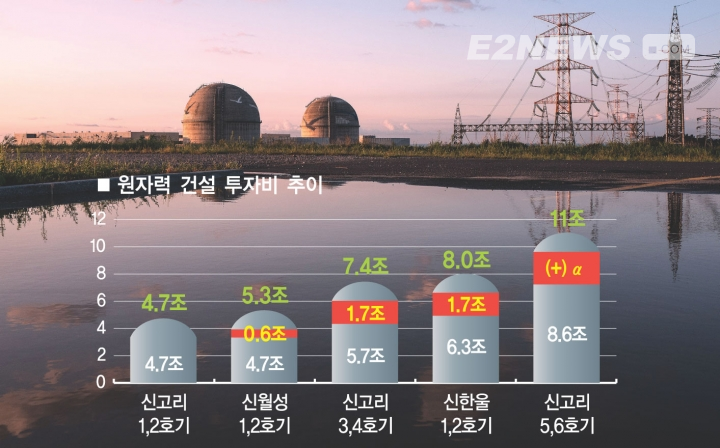 E2NEWS .COM
■ 원자력 건설 투자비 추이
12
10
8
6
4
2
0
4.7조
4.7조
신고리
1,2호기
5.3조
0.6조
4.7조
신월성
1,2호기
7.4조
1.7조
5.7조
신고리
3,4호기
8.0조
1.7조
6.3조
신한울
1,2호기
11조
(+) α
8.6조
신고리
5,6호기